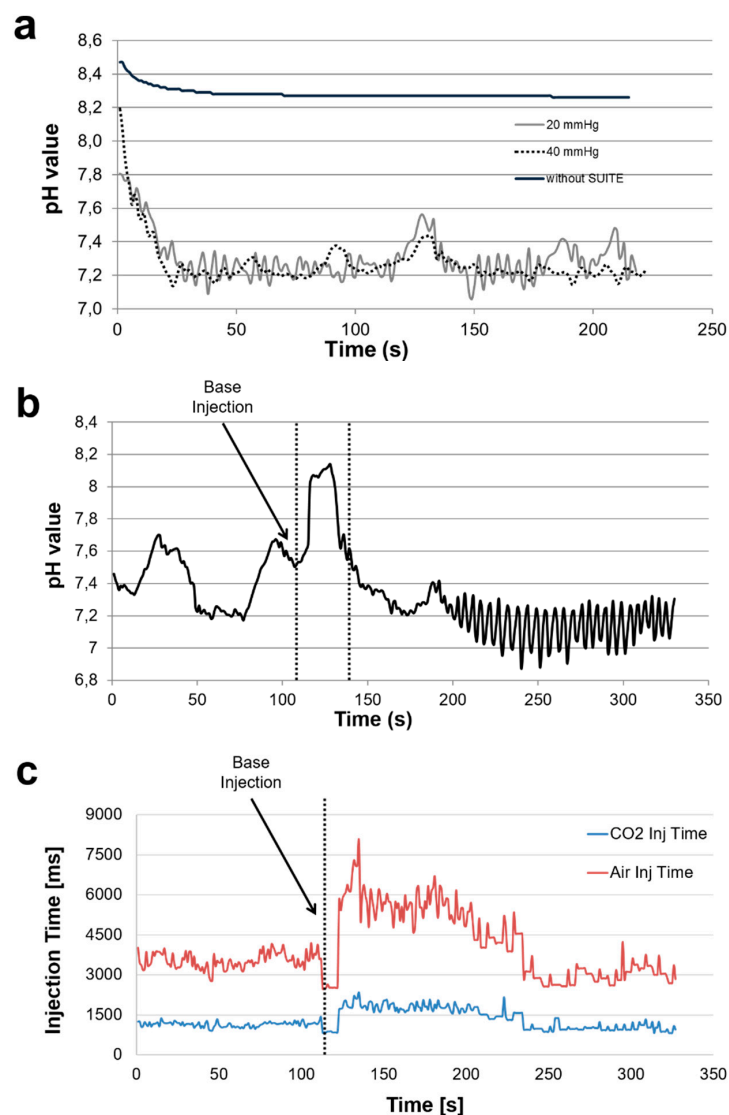 a
8,6
8,4
8,2
8,0
7,8
7,6
7,4
7,2
7,0
pH value
20 mmHg
40 mmHg
without SUITE
0 50 100 150 200 250
Time (s)
b
Base
Injection
8,4
8,2
8
7,8
7,6
7,4
7,2
7
6,8
pH value
0 50 100 150 200 250 300 350
Time (s)
c
Base
Injection
9000
7500
6000
4500
3000
1500
0
Injection Time [ms]
CO2 Inj Time
Air Inj Time
0 50 100 150 200 250 300 350
Time [s]